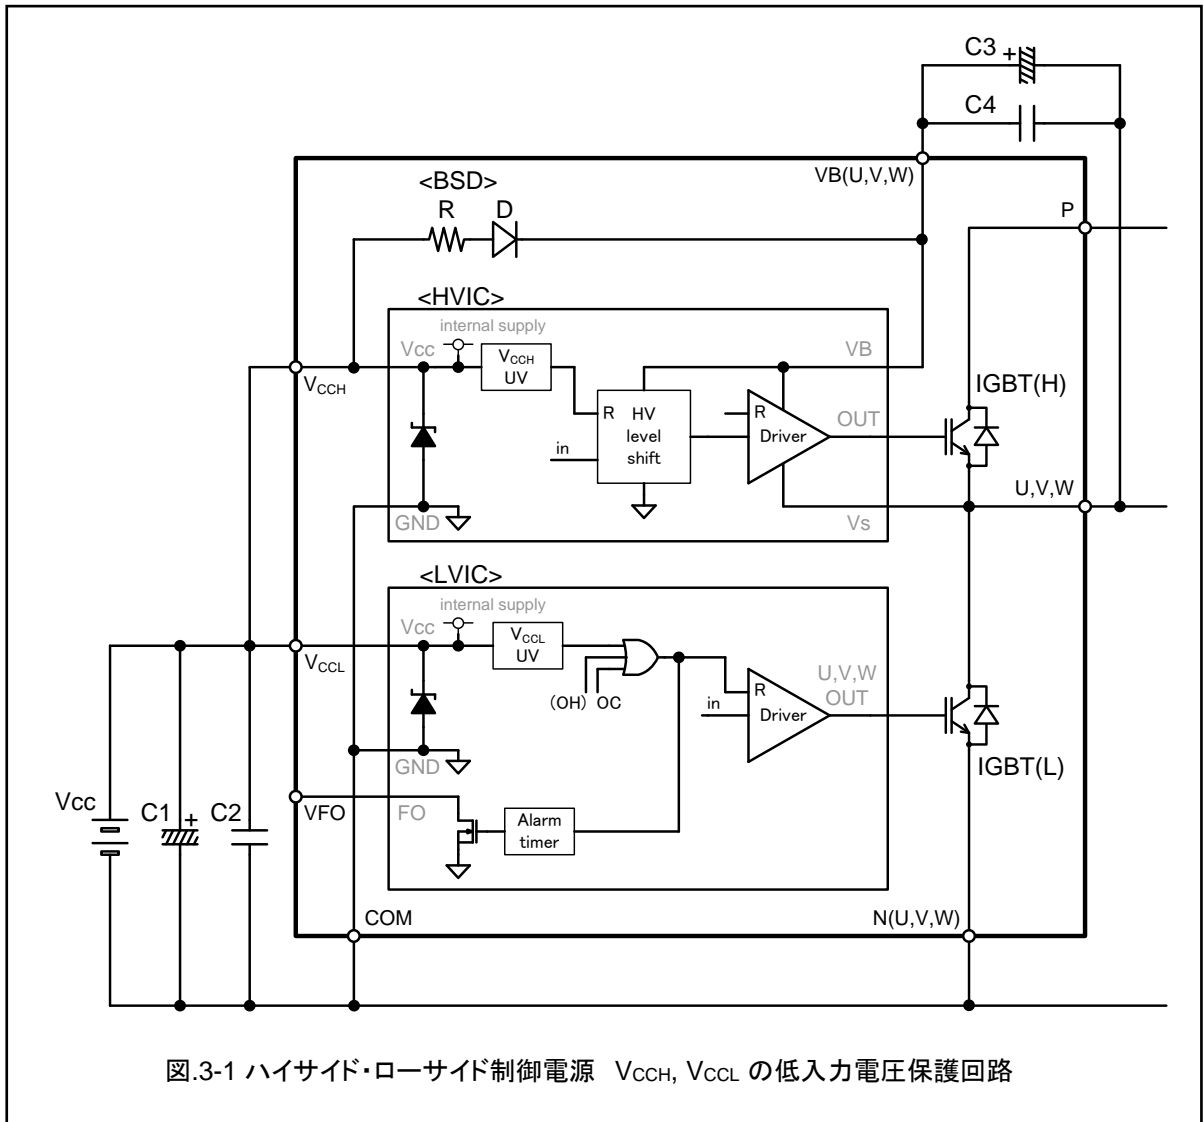 C3 +
C4
VB(U,V,W)
<BSD>
R D
P
<HVIC>
internal supply
Vcc
VCCH
UV
VB
VCCH
IGBT(H)
R HV
level
shift
in
R
Driver
OUT
U,V,W
GND
Vs
<LVIC>
internal supply
Vcc
VCCL
UV
VCCL
(OH) OC
U,V,W
OUT
R
Driver
in
GND
IGBT(L)
Vcc
C1 +
C2
VFO
FO
Alarm
timer
COM
N(U,V,W)
図.3-1 ハイサイド・ローサイド制御電源 VCCH, VCCL の低入力電圧保護回路